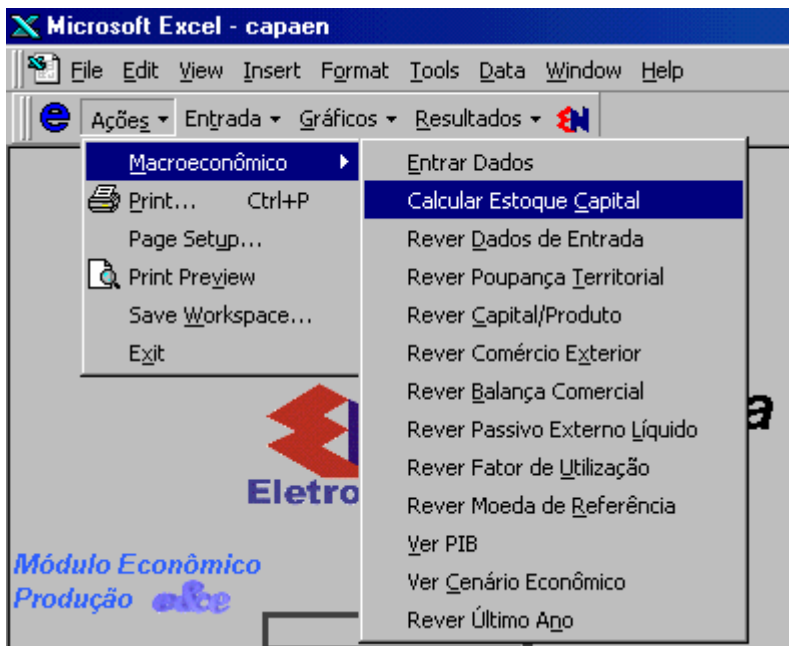 Microsoft Excel - capaen
File Edit View Insert Format Tools Data Window Help
Ações Entrada Gráficos Resultados
Macroeconômico
Print... Ctrl+P
Page Setup...
Print Preview
Save Workspace...
Exit
Entrar Dados
Calcular Estoque Capital
Rever Dados de Entrada
Rever Poupança Territorial
Rever Capital/Produto
Rever Comércio Exterior
Rever Balança Comercial
Rever Passivo Externo Líquido
Rever Fator de Utilização
Rever Moeda de Referência
Ver PIB
Ver Cenário Econômico
Rever Último Ano
a
Eletro
Módulo Econômico
Produção e&e